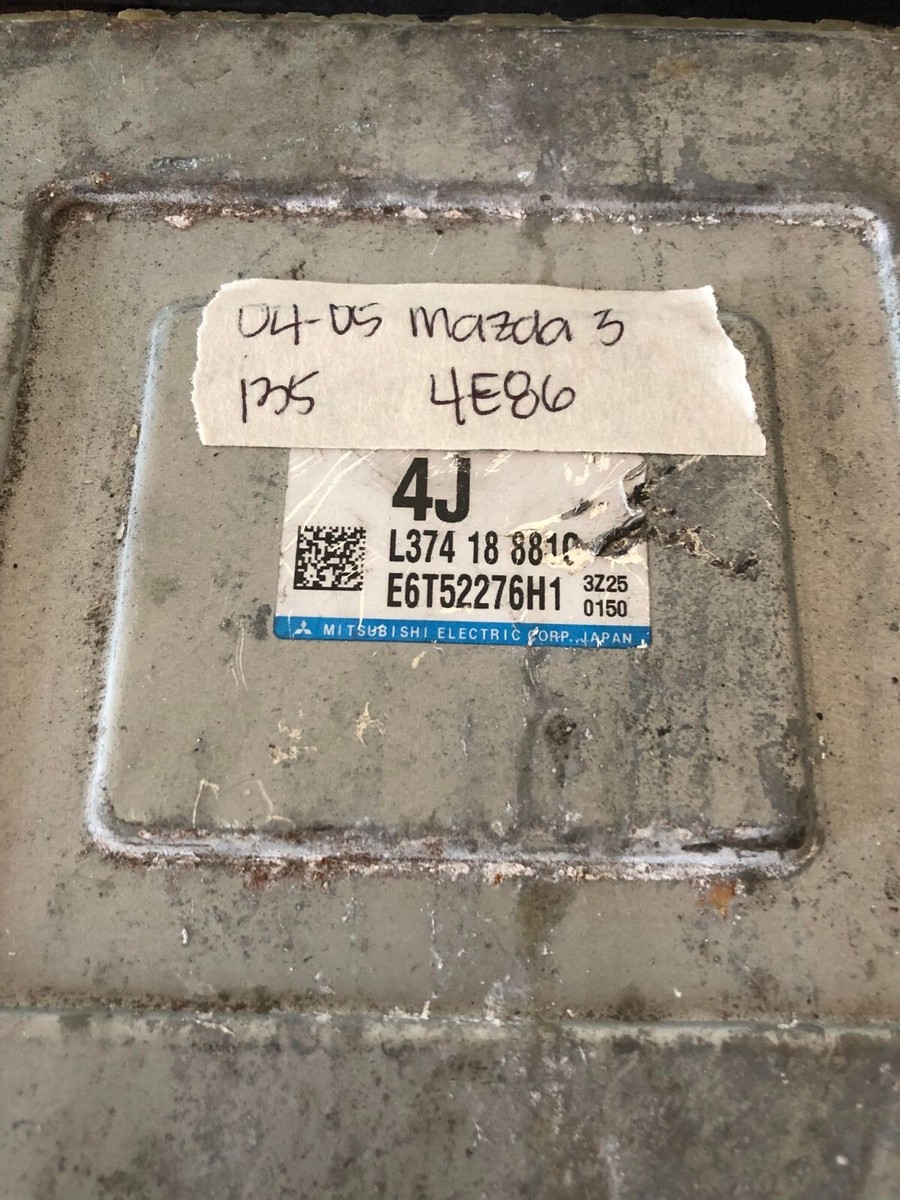 04-05 mazda 3
135 4E86
4J
L374 18 881
E6T52276H1 3Z25
0150
MITSUBISHI ELECTRIC CORP. JAPAN